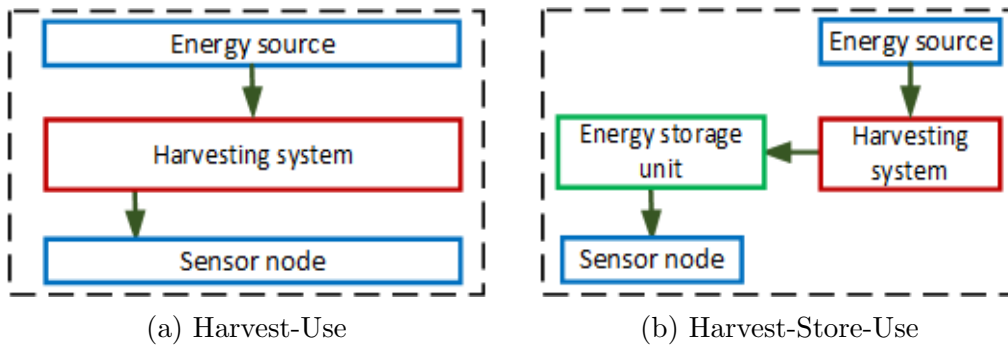 Energy source
Harvesting system
Sensor node
(a) Harvest-Use
Energy source
Energy storage
unit
Harvesting
system
Sensor node
(b) Harvest-Store-Use